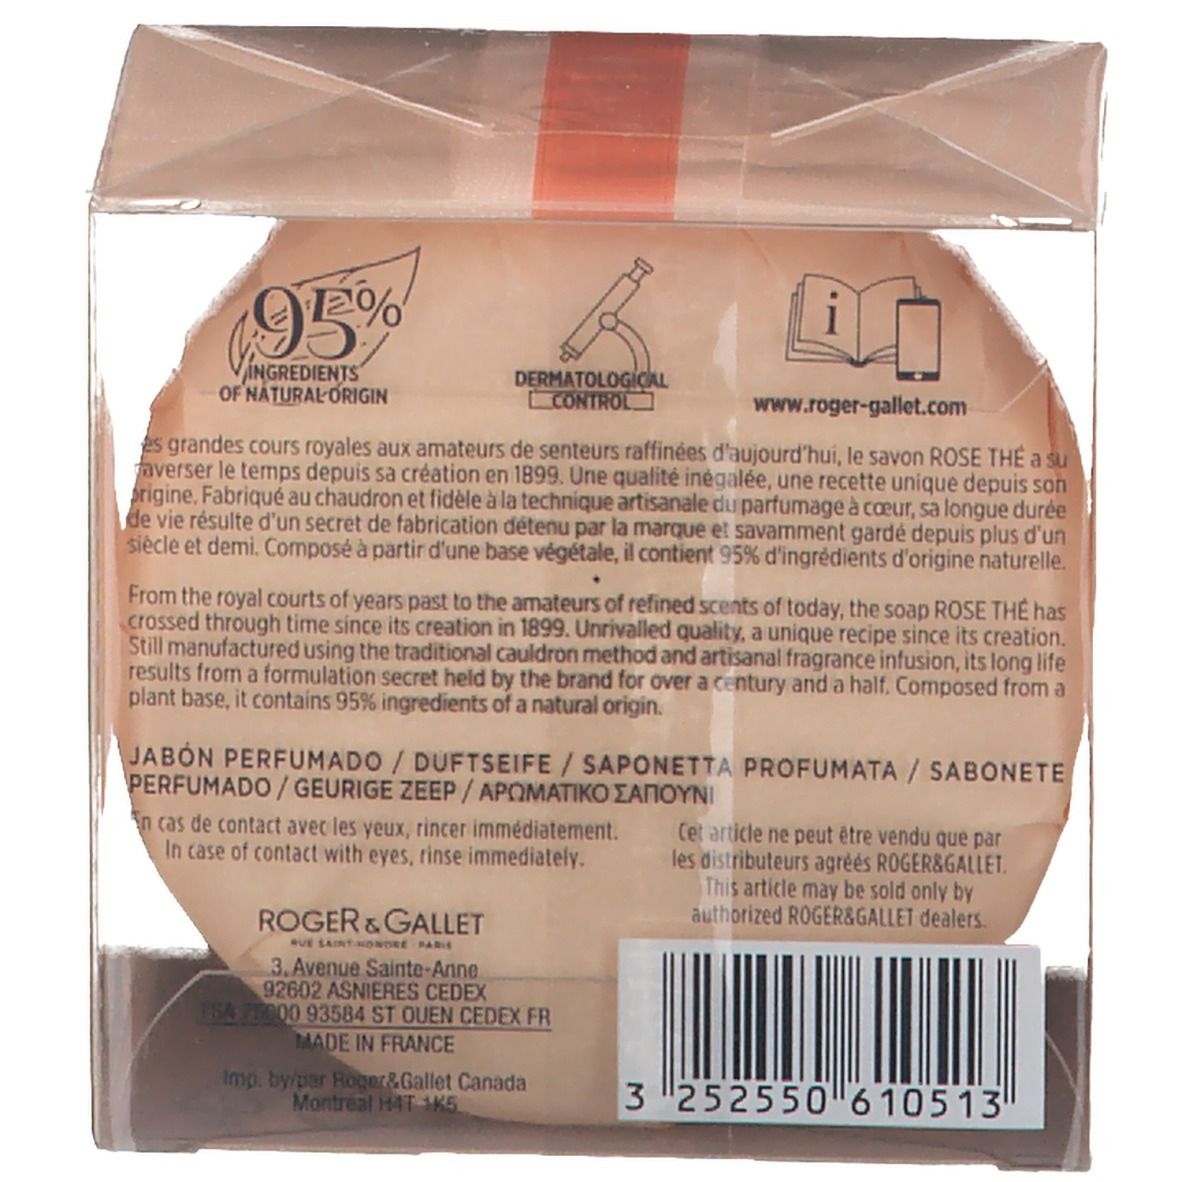 95%
INGREDIENTS
OF NATURAL ORIGIN
DERMATOLOGICAL
CONTROL
i
www.roger-gallet.com
es grandes cours royales aux amateurs de senteurs raffinées d'aujourd'hui, le savon ROSE THÉ a su
raverser le temps depuis sa création en 1899. Une qualité inégalée, une recette unique depuis son
origine. Fabriqué au chaudron et fidèle à la technique artisanale du parfumage à cœur, sa longue durée
de vie résulte d'un secret de fabrication détenu par la marque et savamment gardé depuis plus d'un
siècle et demi. Composé à partir d'une base végétale, il contient 95% d'ingrédients d'origine naturelle.
From the royal courts of years past to the amateurs of refined scents of today, the soap ROSE THÉ has
crossed through time since its creation in 1899. Unrivalled quality, a unique recipe since its creation.
Still manufactured using the traditional cauldron method and artisanal fragrance infusion, its long life
results from a formulation secret held by the brand for over a century and a half. Composed from a
plant base, it contains 95% ingredients of a natural origin.
JABÓN PERFUMADO / DUFTSEIFE / SAPONETTA PROFUMATA / SABONETE
PERFUMADO / GEURIGE ZEEP / ΑΡΩΜΑΤΙΚΟ ΣΑΠΟΥΝΙ
En cas de contact avec les yeux, rincer immédiatement.
In case of contact with eyes, rinse immediately.
Cet article ne peut être vendu que par
les distributeurs agréés ROGER&GALLET.
This article may be sold only by
authorized ROGER&GALLET dealers.
ROGER & GALLET
RUE SAINT-HONORÉ - PARIS
3, Avenue Sainte-Anne
92602 ASNIERES CEDEX
TSA 75000 93584 ST OUEN CEDEX FR
MADE IN FRANCE
Imp. by/par Roger&Gallet Canada
Montréal H4T 1K5
3 252550 610513